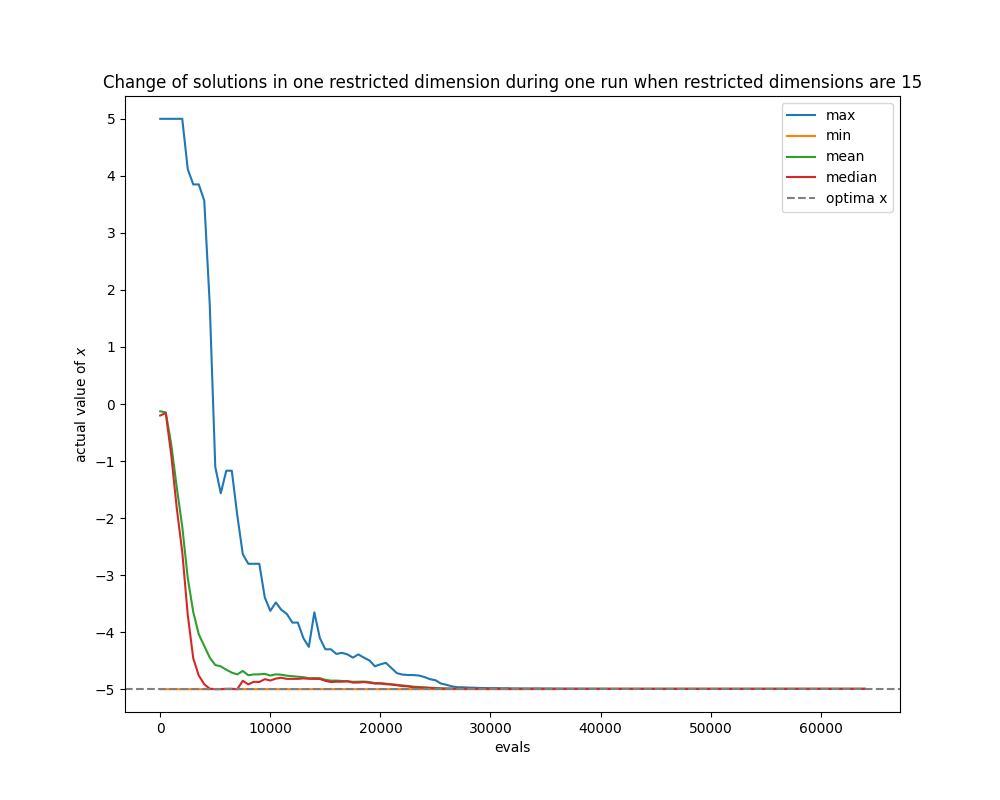 Change of solutions in one restricted dimension during one run when restricted dimensions are 15
max
min
mean
median
optima x
5
4
3
2
1
0
−1
−2
−3
−4
−5
actual value of x
0
10000
20000
30000
40000
50000
60000
evals